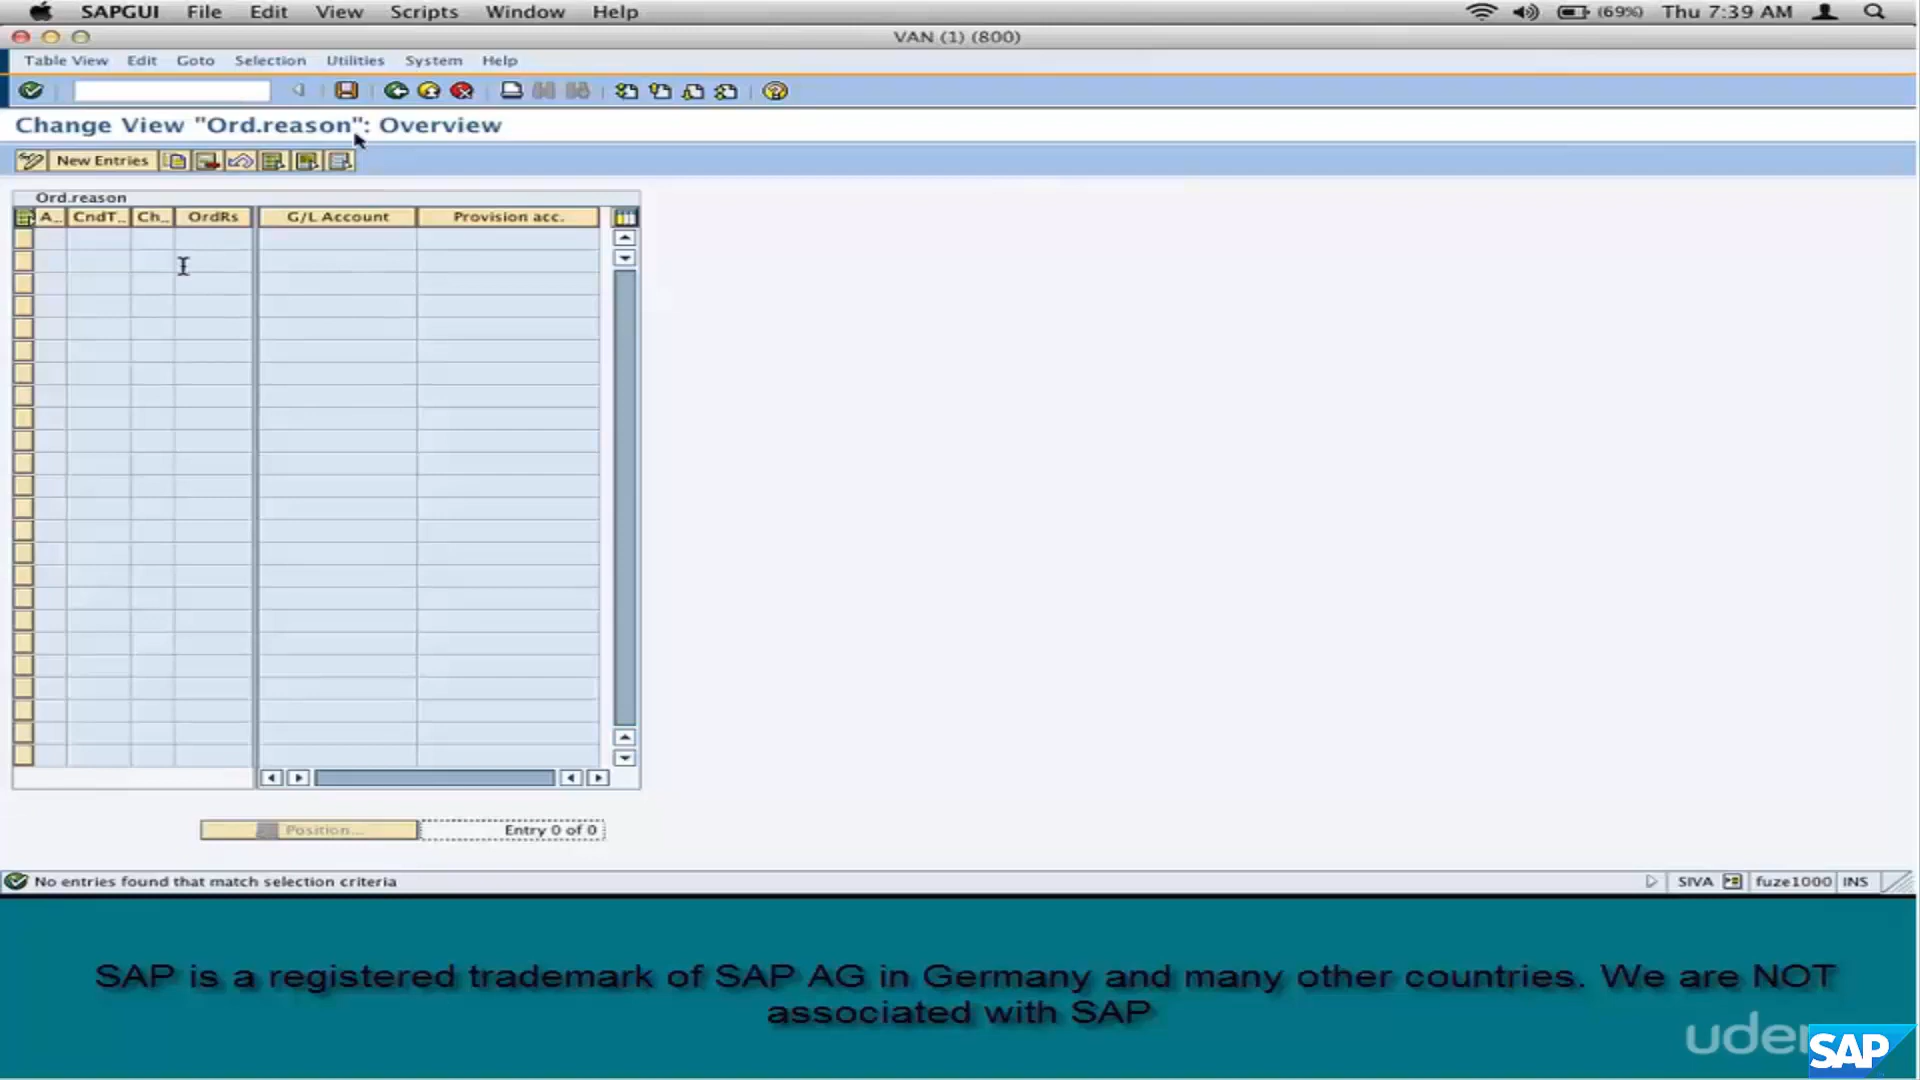 SAPGUI File Edit View Scripts Window Help (69%) Thu 7:39 AM
VAN (1) (800)
Table View Edit Goto Selection Utilities System Help
Change View "Ord.reason": Overview
New Entries
Ord.reason
A.. CndT.. Ch.. OrdRs G/L Account Provision acc.
Position... Entry 0 of 0
No entries found that match selection criteria SIVA fuze1000 INS
SAP is a registered trademark of SAP AG in Germany and many other countries. We are NOT
associated with SAP
SAP